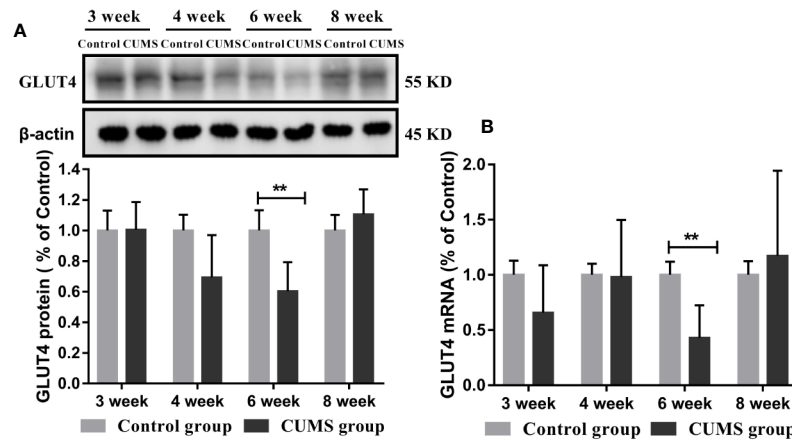 3 week 4 week 6 week 8 week
A
Control CUMS Control CUMS Control CUMS Control CUMS
GLUT4 55 KD
β-actin 45 KD
GLUT4 protein ( % of Control)
1.4
1.2
1.0
0.8
0.6
0.4
0.2
0.0
**
3 week 4 week 6 week 8 week
Control group CUMS group
B
GLUT4 mRNA (% of Control)
2.0
1.5
1.0
0.5
0.0
**
3 week 4 week 6 week 8 week
Control group CUMS group